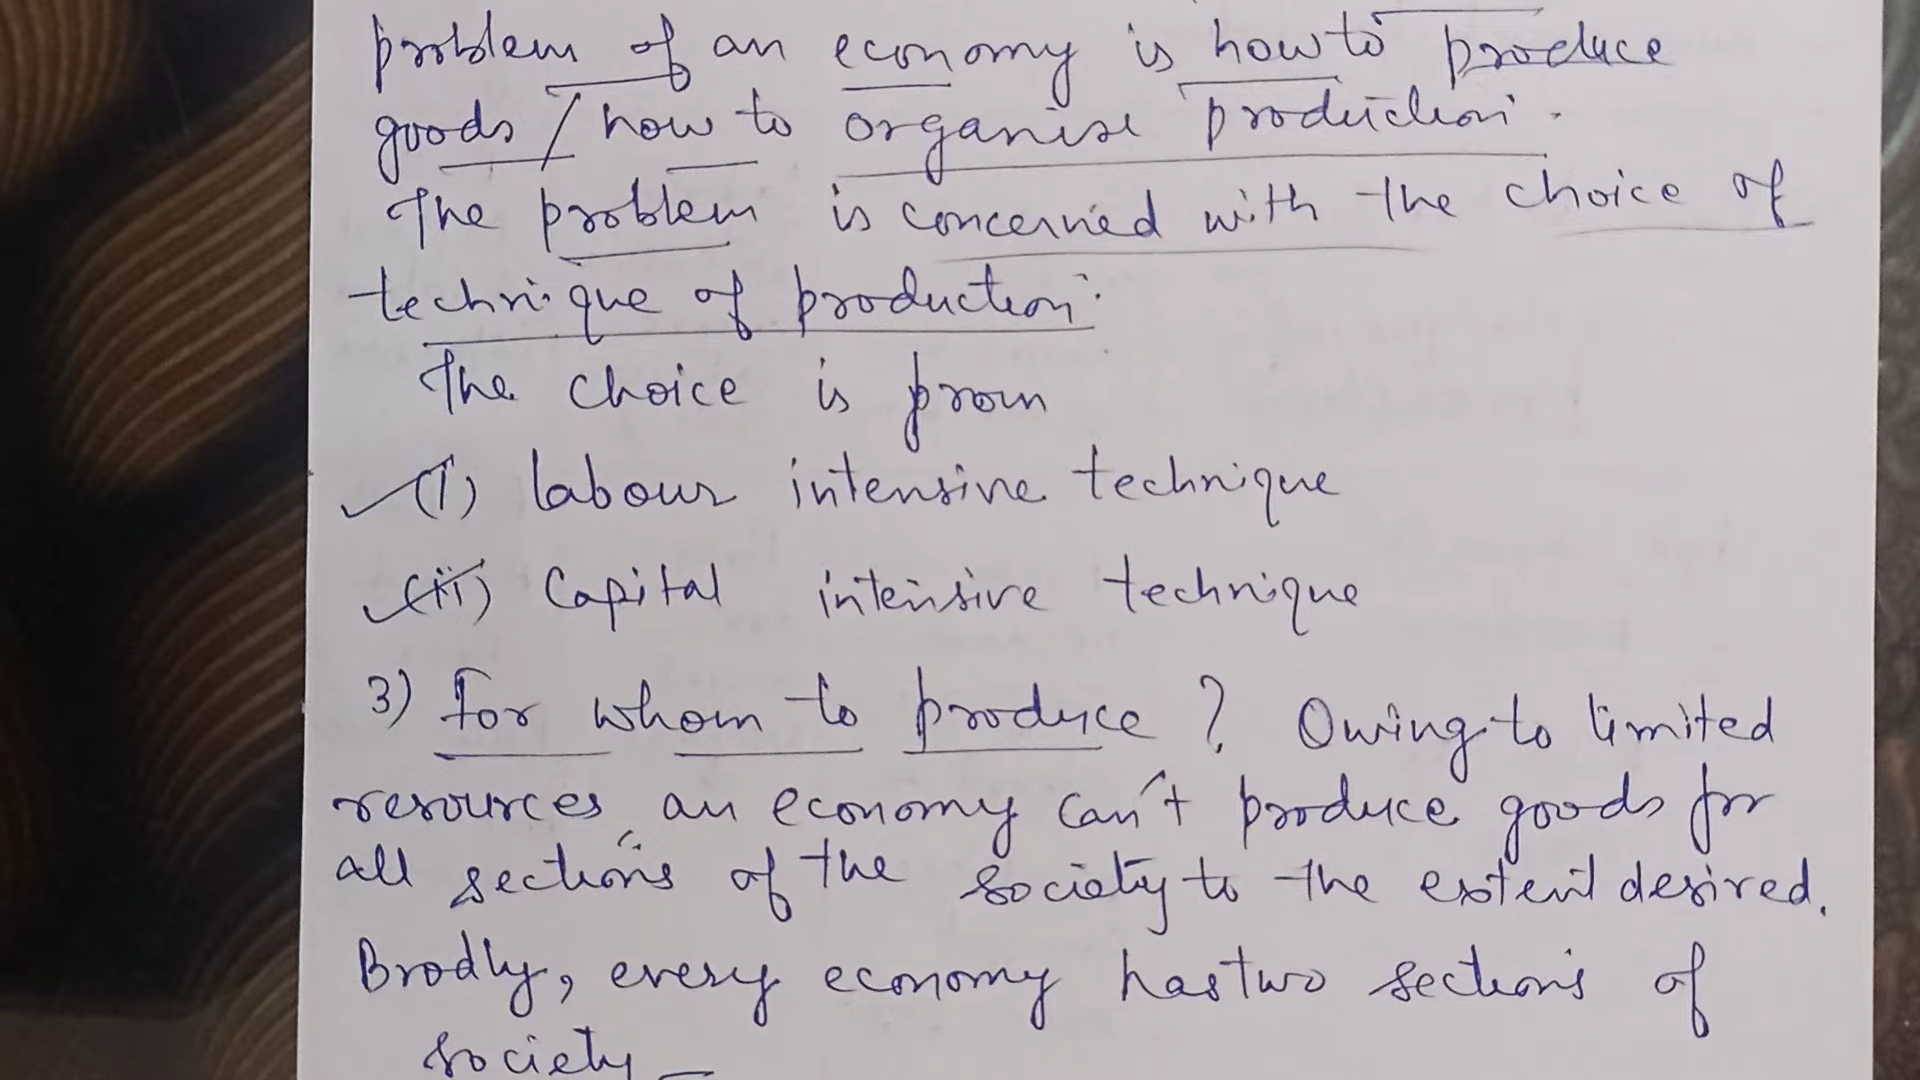 problem of an economy is how to produce
goods / how to organise production.
The problem is concerned with the choice of
technique of production.
The choice is from
(i) labour intensive technique
(ii) Capital intensive technique
3) For whom to produce ? Owing to limited
resources, an economy can't produce goods for
all sections of the society to the extent desired.
Brodly, every economy has two sections of
society -